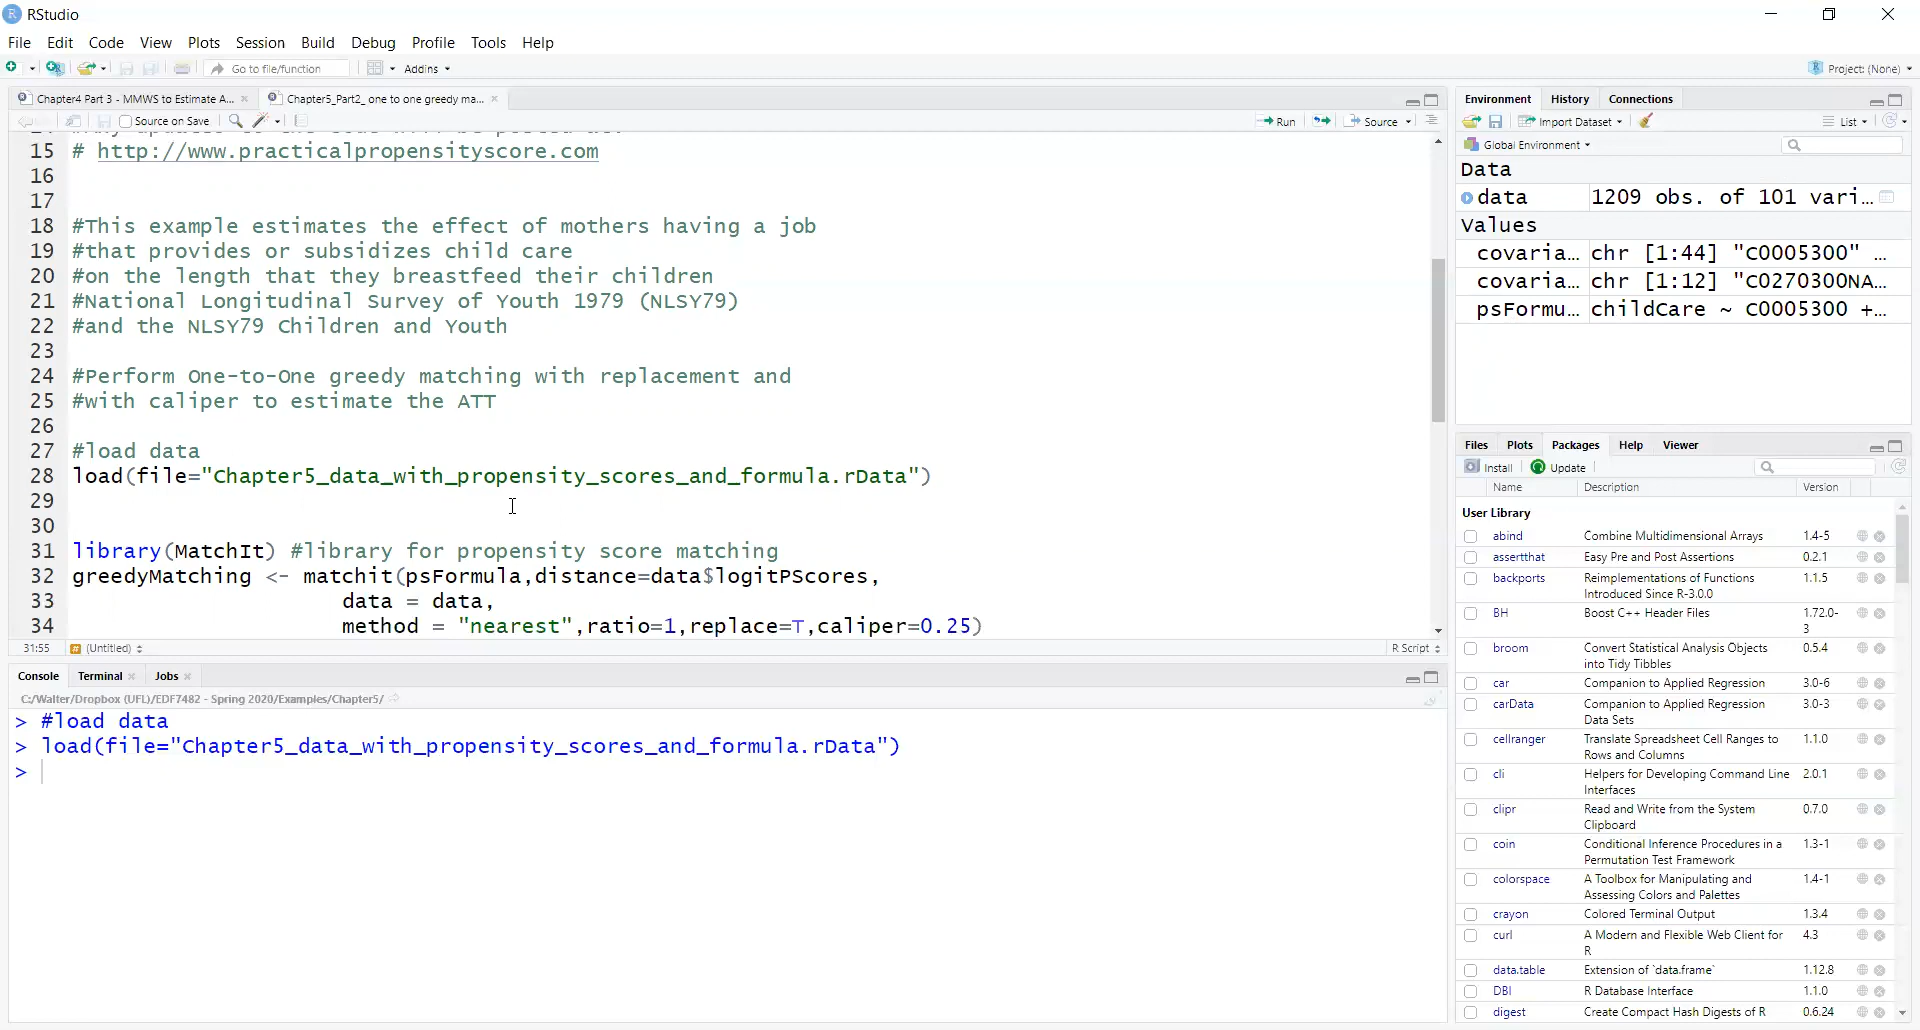 RStudio
File Edit Code View Plots Session Build Debug Profile Tools Help
Go to file/function Addins Project: (None)
Chapter4 Part 3 - MMWS to Estimate A... Chapter5_Part2_ one to one greedy ma...
Source on Save Run Source
15 # http://www.practicalpropensityscore.com
16
17
18 #This example estimates the effect of mothers having a job
19 #that provides or subsidizes child care
20 #on the length that they breastfeed their children
21 #National Longitudinal Survey of Youth 1979 (NLSY79)
22 #and the NLSY79 Children and Youth
23
24 #Perform One-to-One greedy matching with replacement and
25 #with caliper to estimate the ATT
26
27 #load data
28 load(file="Chapter5_data_with_propensity_scores_and_formula.rData")
29
30
31 library(MatchIt) #library for propensity score matching
32 greedyMatching <- matchit(psFormula,distance=data$logitPScores,
33 data = data,
34 method = "nearest",ratio=1,replace=T,caliper=0.25)
31:55 (Untitled) R Script
Console Terminal Jobs
C:/Walter/Dropbox (UFL)/EDF7482 - Spring 2020/Examples/Chapter5/
> #load data
> load(file="Chapter5_data_with_propensity_scores_and_formula.rData")
>
Environment History Connections
Import Dataset List
Global Environment
Data
data 1209 obs. of 101 vari...
Values
covaria... chr [1:44] "C0005300" ...
covaria... chr [1:12] "C0270300NA...
psFormu... childCare ~ C0005300 +...
Files Plots Packages Help Viewer
Install Update
Name Description Version
User Library
abind Combine Multidimensional Arrays 1.4-5
assertthat Easy Pre and Post Assertions 0.2.1
backports Reimplementations of Functions 1.1.5
Introduced Since R-3.0.0
BH Boost C++ Header Files 1.72.0-
3
broom Convert Statistical Analysis Objects 0.5.4
into Tidy Tibbles
car Companion to Applied Regression 3.0-6
carData Companion to Applied Regression 3.0-3
Data Sets
cellranger Translate Spreadsheet Cell Ranges to 1.1.0
Rows and Columns
cli Helpers for Developing Command Line 2.0.1
Interfaces
clipr Read and Write from the System 0.7.0
Clipboard
coin Conditional Inference Procedures in a 1.3-1
Permutation Test Framework
colorspace A Toolbox for Manipulating and 1.4-1
Assessing Colors and Palettes
crayon Colored Terminal Output 1.3.4
curl A Modern and Flexible Web Client for 4.3
R
data.table Extension of `data.frame` 1.12.8
DBI R Database Interface 1.1.0
digest Create Compact Hash Digests of R 0.6.24